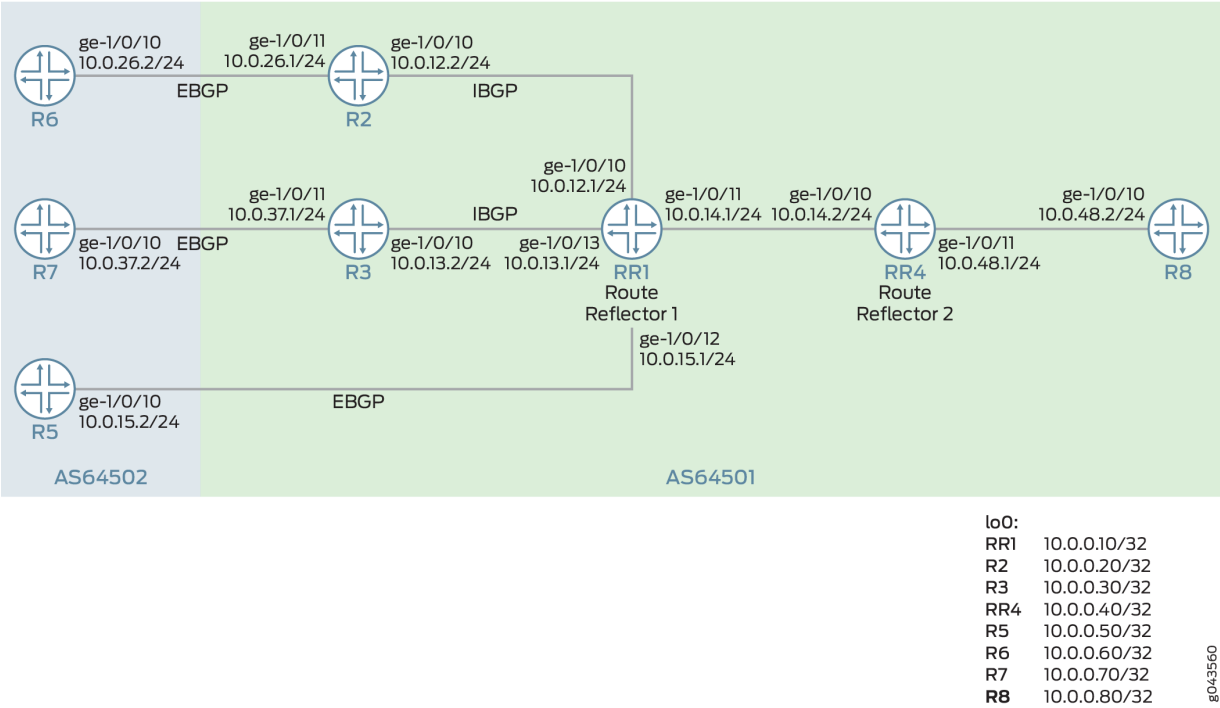 ge-1/0/10
10.0.26.2/24
ge-1/0/11
10.0.26.1/24
ge-1/0/10
10.0.12.2/24
EBGP
IBGP
R6
R2
ge-1/0/10
10.0.12.1/24
ge-1/0/11
10.0.37.1/24
IBGP
ge-1/0/11
10.0.14.1/24
ge-1/0/10
10.0.14.2/24
ge-1/0/10
10.0.48.2/24
ge-1/0/10
10.0.37.2/24
EBGP
ge-1/0/10
10.0.13.2/24
ge-1/0/13
10.0.13.1/24
ge-1/0/11
10.0.48.1/24
R7
R3
RR1
Route
Reflector 1
RR4
Route
Reflector 2
R8
ge-1/0/12
10.0.15.1/24
ge-1/0/10
10.0.15.2/24
EBGP
R5
AS64502
AS64501
lo0:
RR1 10.0.0.10/32
R2 10.0.0.20/32
R3 10.0.0.30/32
RR4 10.0.0.40/32
R5 10.0.0.50/32
R6 10.0.0.60/32
R7 10.0.0.70/32
R8 10.0.0.80/32
g043560